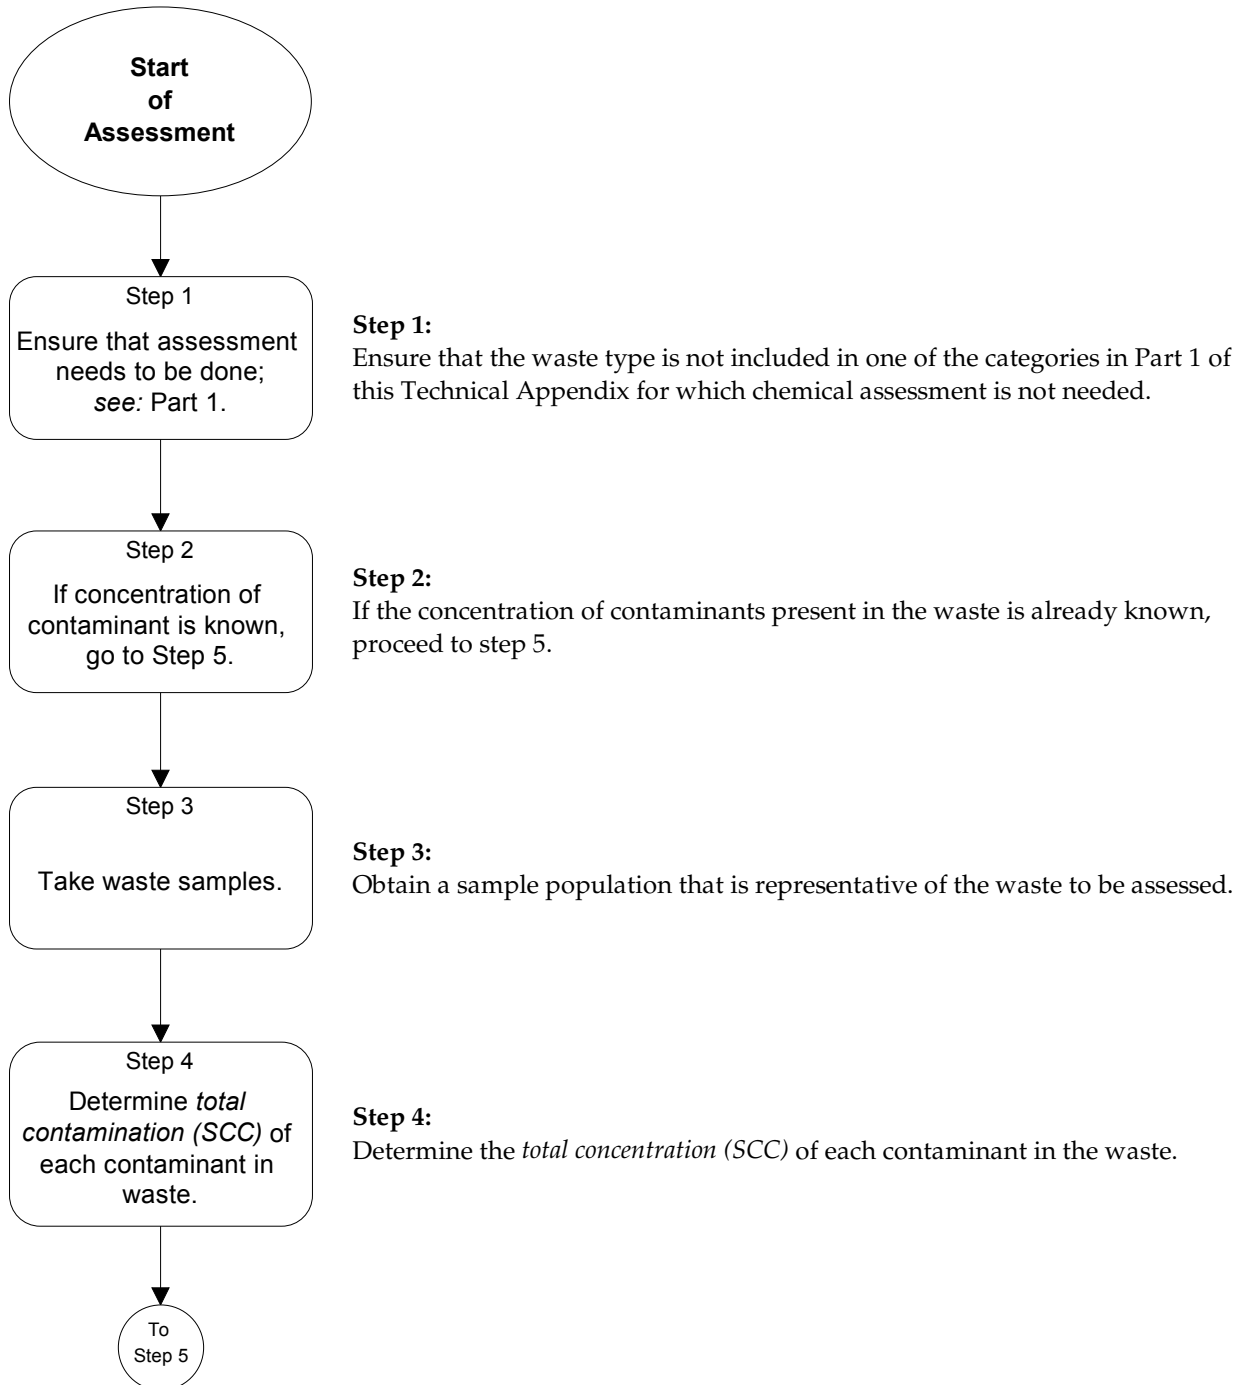 Start
of
Assessment
Step 1
Ensure that assessment
needs to be done;
see: Part 1.
Step 1:
Ensure that the waste type is not included in one of the categories in Part 1 of
this Technical Appendix for which chemical assessment is not needed.
Step 2
If concentration of
contaminant is known,
go to Step 5.
Step 2:
If the concentration of contaminants present in the waste is already known,
proceed to step 5.
Step 3
Take waste samples.
Step 3:
Obtain a sample population that is representative of the waste to be assessed.
Step 4
Determine total
contamination (SCC) of
each contaminant in
waste.
Step 4:
Determine the total concentration (SCC) of each contaminant in the waste.
To
Step 5